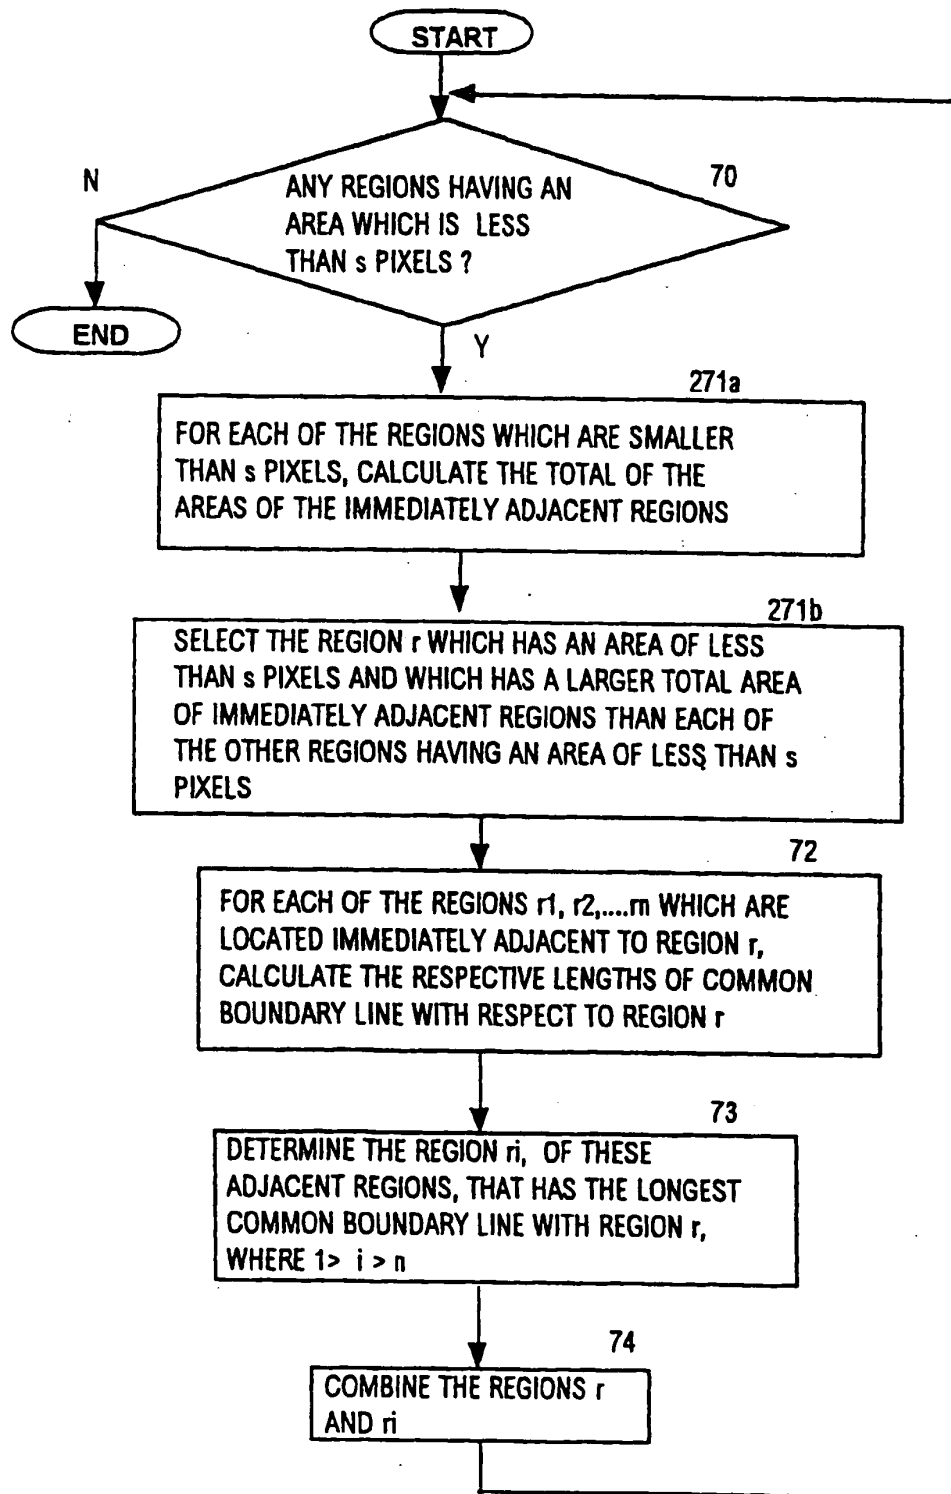 START
N
70
ANY REGIONS HAVING AN
AREA WHICH IS LESS
THAN s PIXELS ?
END
Y
271a
FOR EACH OF THE REGIONS WHICH ARE SMALLER
THAN s PIXELS, CALCULATE THE TOTAL OF THE
AREAS OF THE IMMEDIATELY ADJACENT REGIONS
271b
SELECT THE REGION r WHICH HAS AN AREA OF LESS
THAN s PIXELS AND WHICH HAS A LARGER TOTAL AREA
OF IMMEDIATELY ADJACENT REGIONS THAN EACH OF
THE OTHER REGIONS HAVING AN AREA OF LESS THAN s
PIXELS
72
FOR EACH OF THE REGIONS r1, r2,....rn WHICH ARE
LOCATED IMMEDIATELY ADJACENT TO REGION r,
CALCULATE THE RESPECTIVE LENGTHS OF COMMON
BOUNDARY LINE WITH RESPECT TO REGION r
73
DETERMINE THE REGION ri, OF THESE
ADJACENT REGIONS, THAT HAS THE LONGEST
COMMON BOUNDARY LINE WITH REGION r,
WHERE 1> i > n
74
COMBINE THE REGIONS r
AND ri